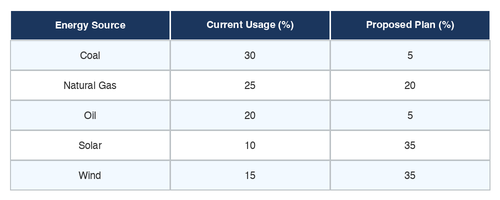 Energy Source Current Usage (%) Proposed Plan (%)
Coal 30 5
Natural Gas 25 20
Oil 20 5
Solar 10 35
Wind 15 35